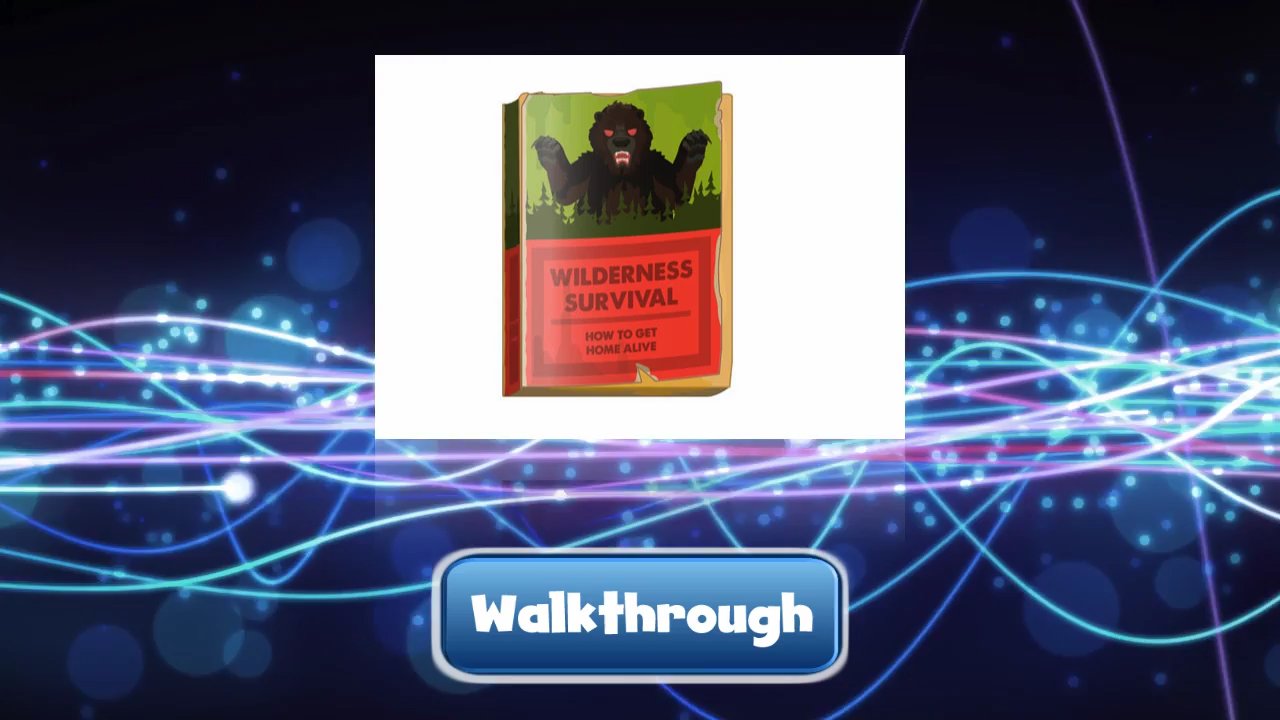 WILDERNESS
SURVIVAL
HOW TO GET
HOME ALIVE
Walkthrough